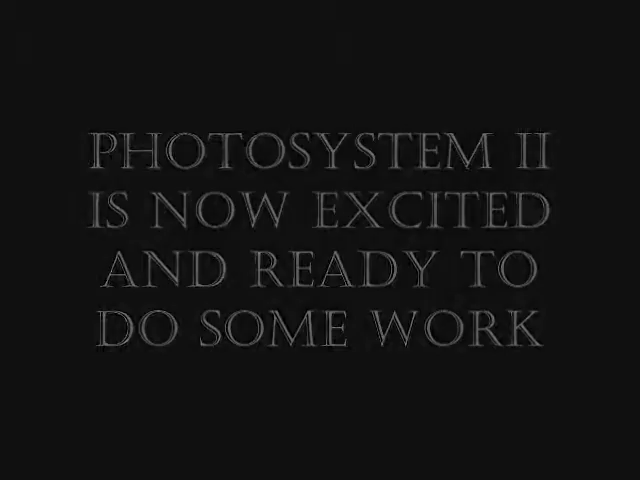 PHOTOSYSTEM II
IS NOW EXCITED
AND READY TO
DO SOME WORK